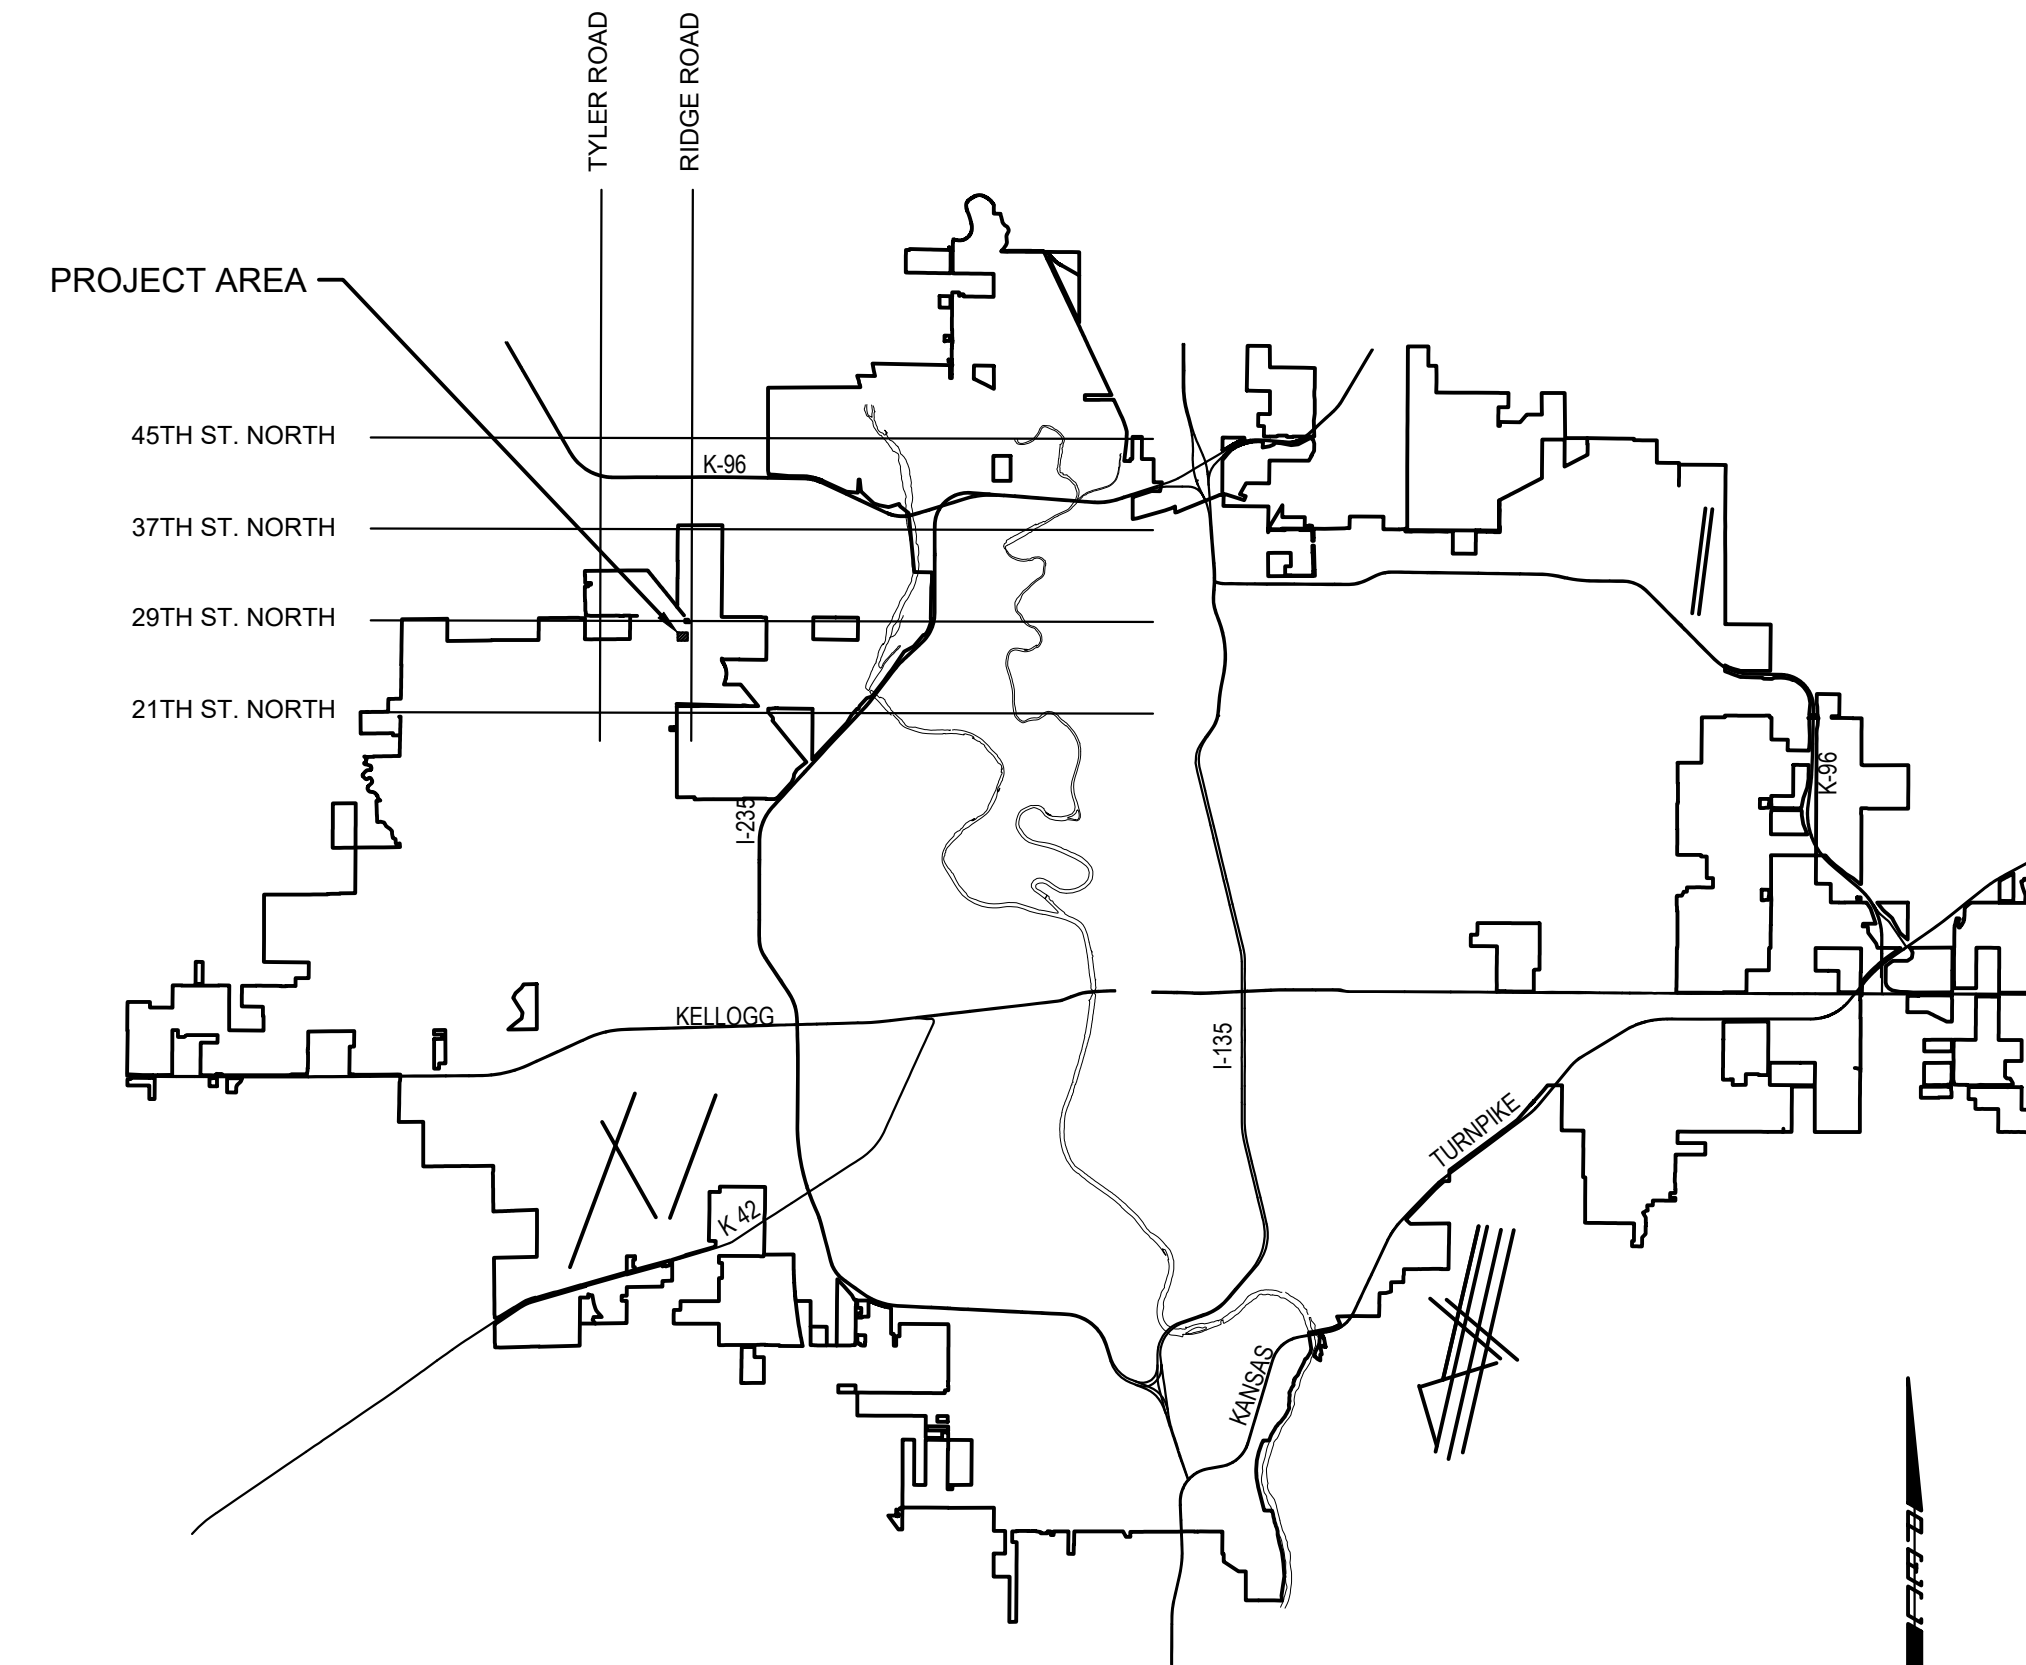 TYLER ROAD
RIDGE ROAD
PROJECT AREA
45TH ST. NORTH
K-96
37TH ST. NORTH
29TH ST. NORTH
21TH ST. NORTH
K-96
I-235
KELLOGG
I-135
TURNPIKE
K 42
KANSAS